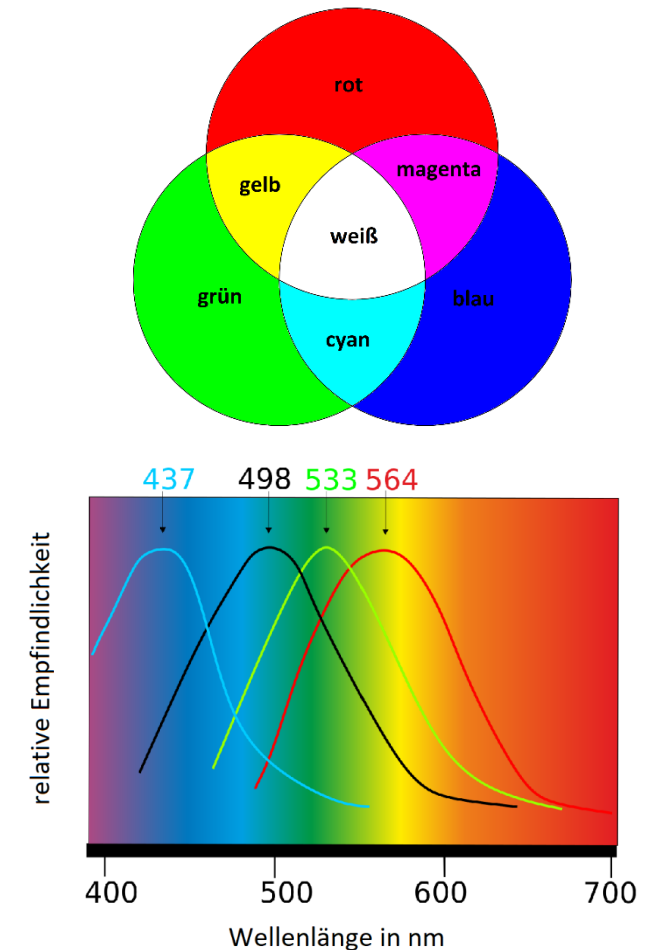 rot
gelb
magenta
weiß
grün
blau
cyan
437 498 533 564
relative Empfindlichkeit
400 500 600 700
Wellenlänge in nm